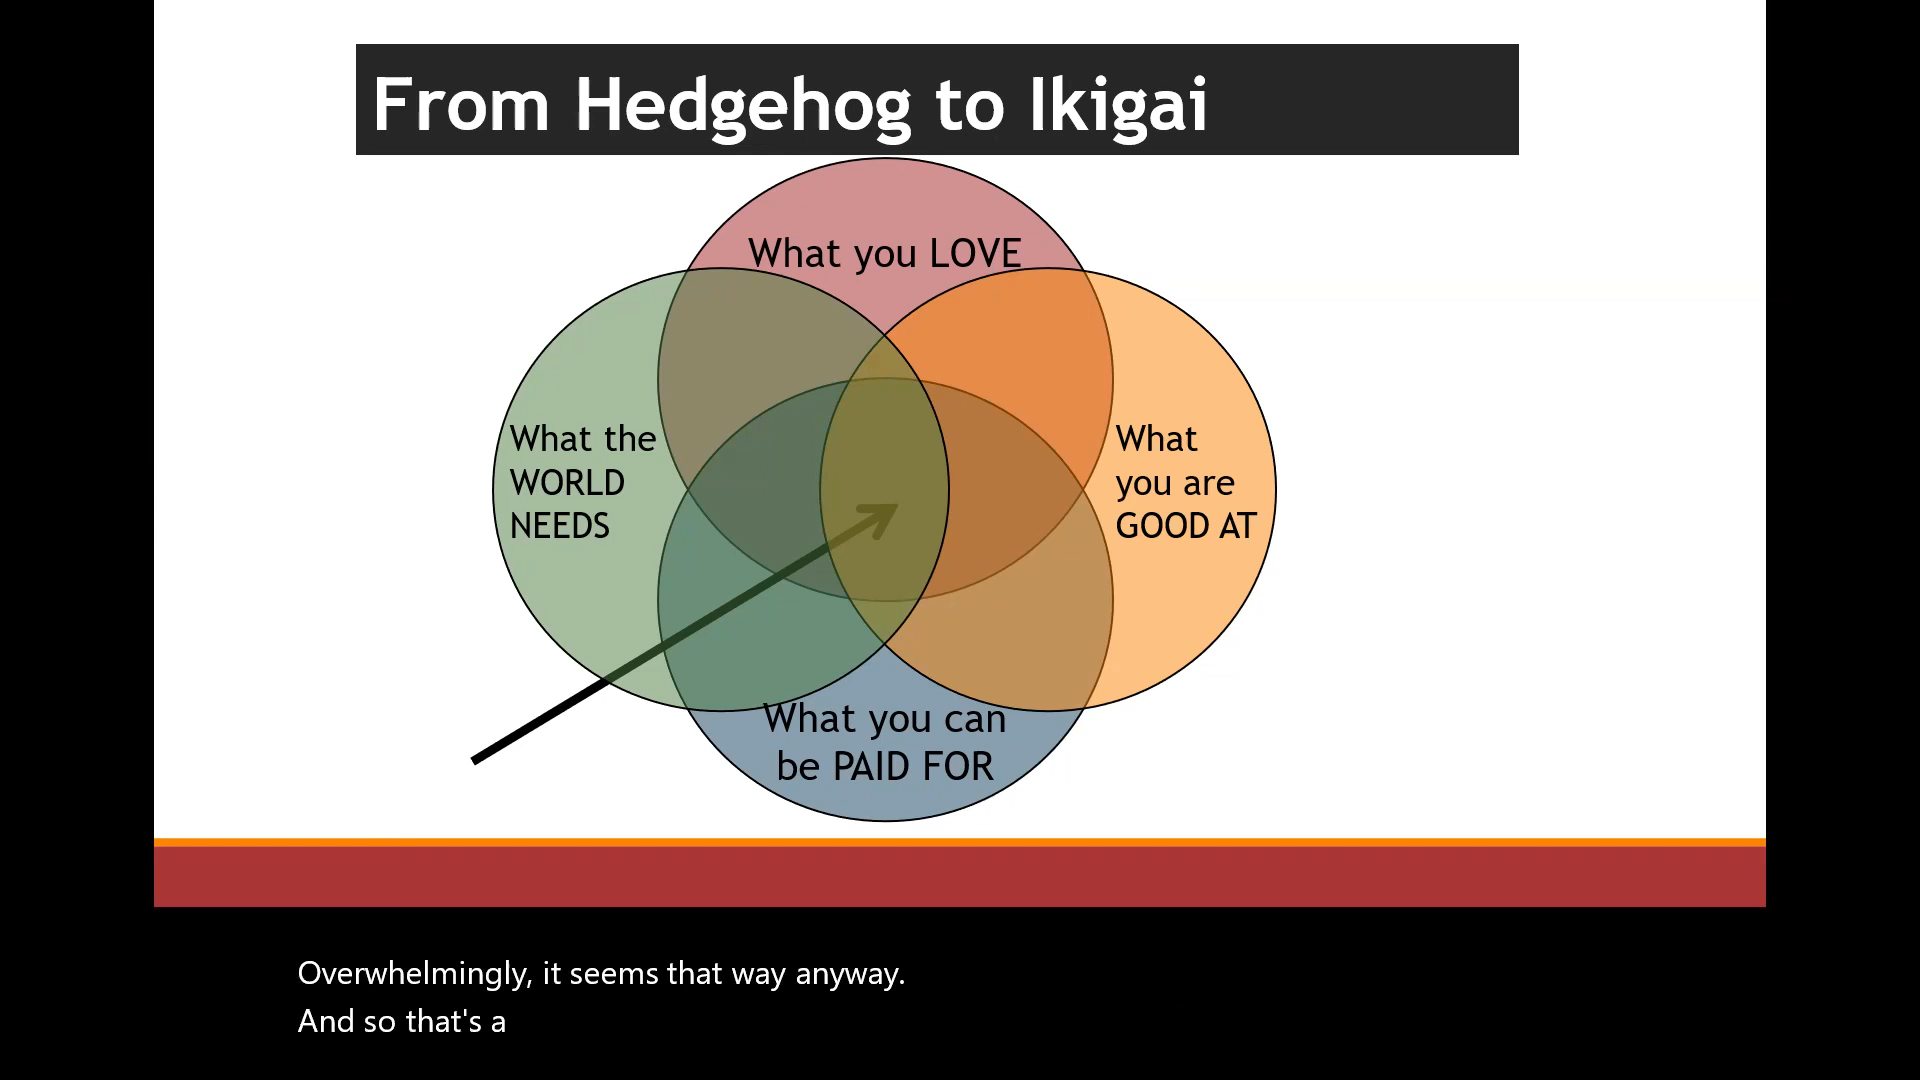 From Hedgehog to Ikigai
What you LOVE
What the
WORLD
NEEDS
What
you are
GOOD AT
What you can
be PAID FOR
Overwhelmingly, it seems that way anyway.
And so that's a